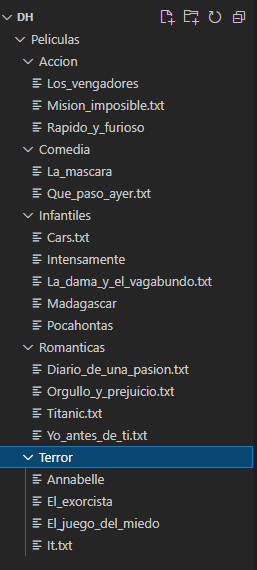 DH
Peliculas
Accion
Los_vengadores
Mision_imposible.txt
Rapido_y_furioso
Comedia
La_mascara
Que_paso_ayer.txt
Infantiles
Cars.txt
Intensamente
La_dama_y_el_vagabundo.txt
Madagascar
Pocahontas
Romanticas
Diario_de_una_pasion.txt
Orgullo_y_prejuicio.txt
Titanic.txt
Yo_antes_de_ti.txt
Terror
Annabelle
El_exorcista
El_juego_del_miedo
It.txt